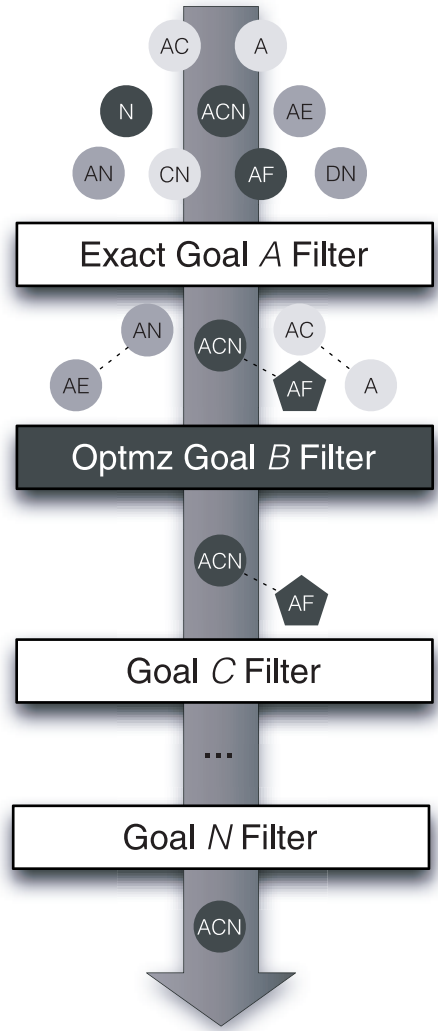 AC A
N ACN AE
AN CN AF DN
Exact Goal A Filter
AN ACN AC
AE AF A
Optmz Goal B Filter
ACN
AF
Goal C Filter
...
Goal N Filter
ACN